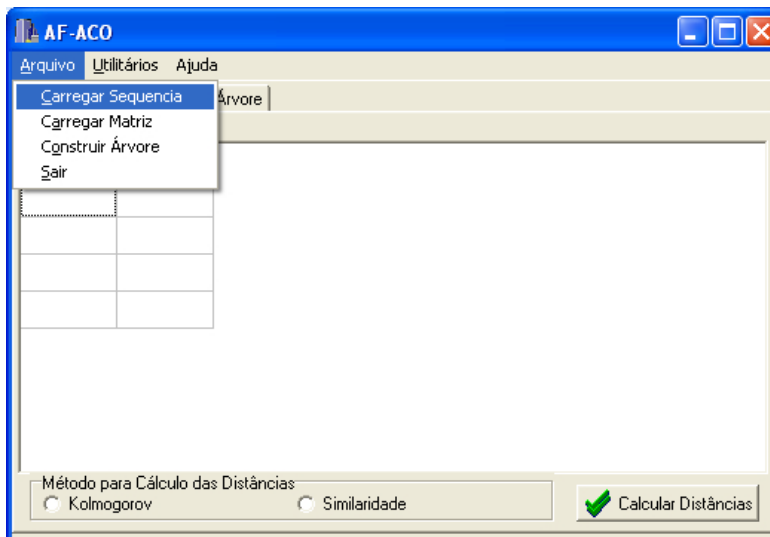 AF-ACO
Arquivo Utilitários Ajuda
Carregar Sequencia
Árvore
Carregar Matriz
Construir Árvore
Sair
Método para Cálculo das Distâncias
Kolmogorov Similaridade Calcular Distâncias